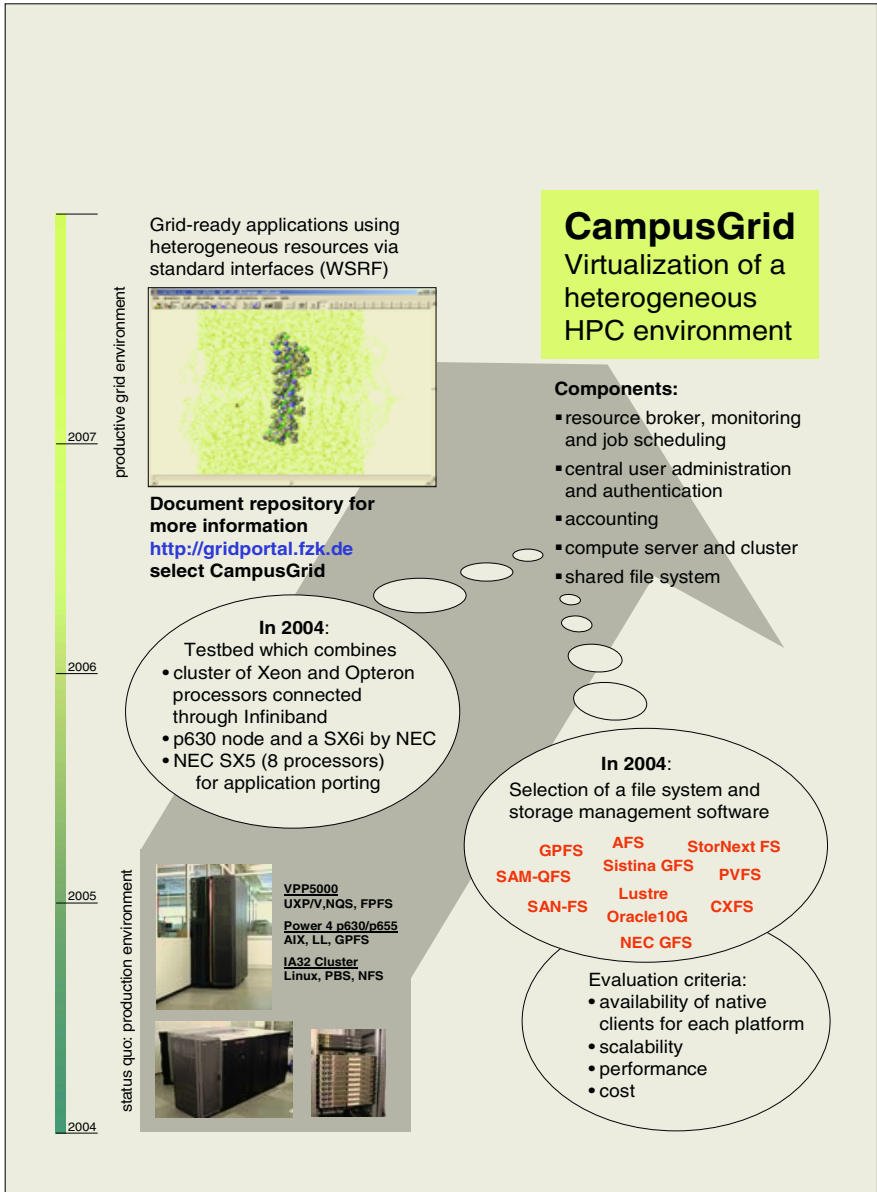 CampusGrid
Virtualization of a
heterogeneous
HPC environment
Grid-ready applications using
heterogeneous resources via
standard interfaces (WSRF)
Document repository for
more information
http://gridportal.fzk.de
select CampusGrid
Components:
▪ resource broker, monitoring
and job scheduling
▪ central user administration
and authentication
▪ accounting
▪ compute server and cluster
▪ shared file system
productive grid environment
2007
2006
2005
2004
status quo: production environment
In 2004:
Testbed which combines
• cluster of Xeon and Opteron
processors connected
through Infiniband
• p630 node and a SX6i by NEC
• NEC SX5 (8 processors)
for application porting
VPP5000
UXP/V,NQS, FPFS
Power 4 p630/p655
AIX, LL, GPFS
IA32 Cluster
Linux, PBS, NFS
In 2004:
Selection of a file system and
storage management software
GPFS AFS StorNext FS
SAM-QFS Sistina GFS PVFS
SAN-FS Lustre CXFS
Oracle10G
NEC GFS
Evaluation criteria:
• availability of native
clients for each platform
• scalability
• performance
• cost